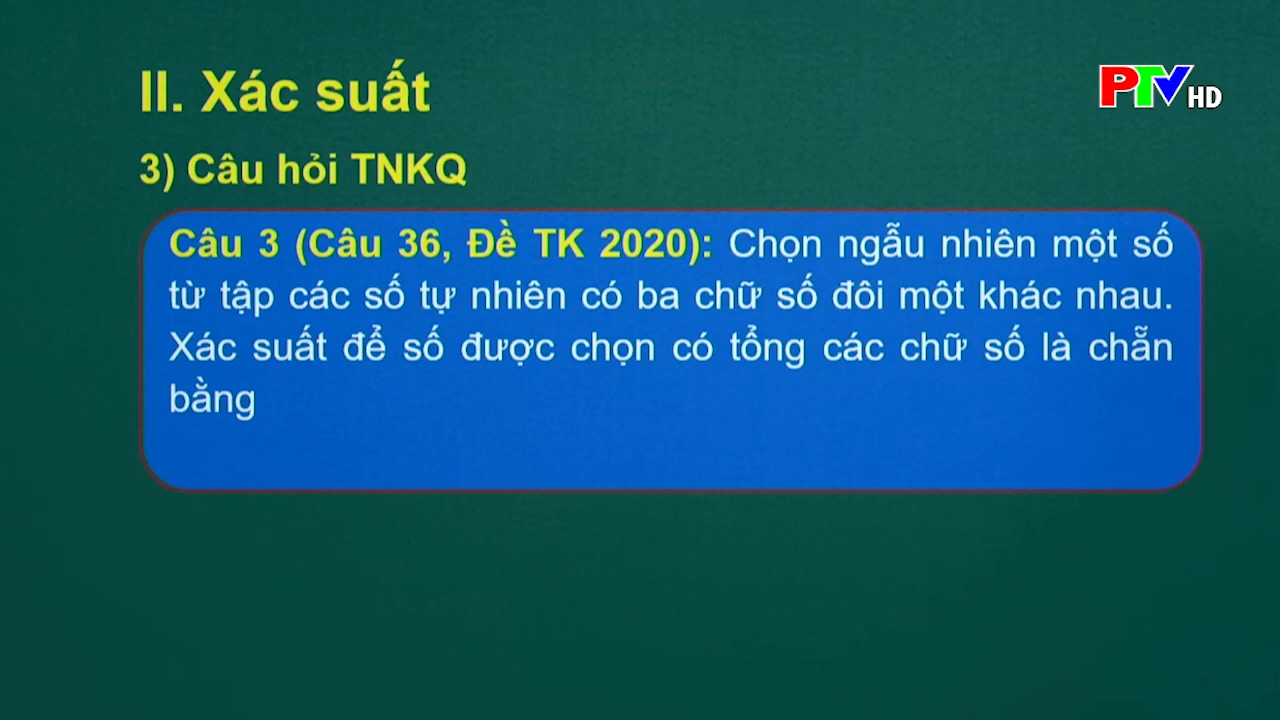 II. Xác suất
PTV HD
3) Câu hỏi TNKQ
Câu 3 (Câu 36, Đề TK 2020): Chọn ngẫu nhiên một số
từ tập các số tự nhiên có ba chữ số đôi một khác nhau.
Xác suất để số được chọn có tổng các chữ số là chẵn
bằng